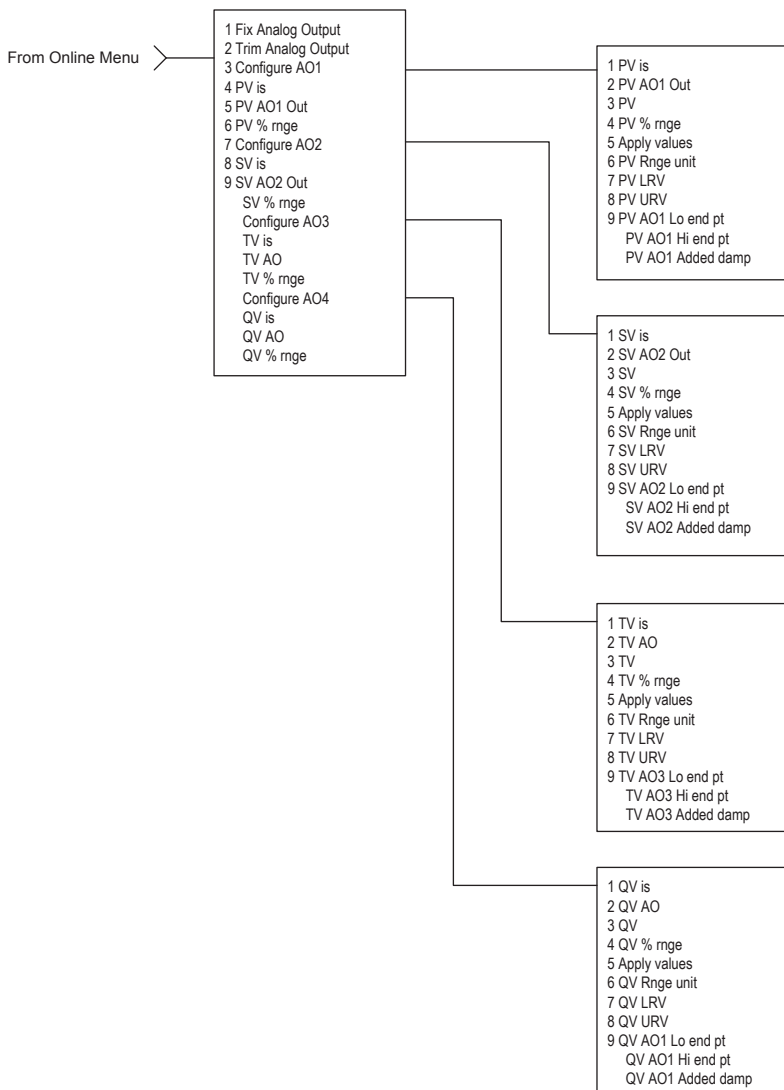 From Online Menu
1 Fix Analog Output
2 Trim Analog Output
3 Configure AO1
4 PV is
5 PV AO1 Out
6 PV % rnge
7 Configure AO2
8 SV is
9 SV AO2 Out
SV % rnge
Configure AO3
TV is
TV AO
TV % rnge
Configure AO4
QV is
QV AO
QV % rnge
1 PV is
2 PV AO1 Out
3 PV
4 PV % rnge
5 Apply values
6 PV Rnge unit
7 PV LRV
8 PV URV
9 PV AO1 Lo end pt
PV AO1 Hi end pt
PV AO1 Added damp
1 SV is
2 SV AO2 Out
3 SV
4 SV % rnge
5 Apply values
6 SV Rnge unit
7 SV LRV
8 SV URV
9 SV AO2 Lo end pt
SV AO2 Hi end pt
SV AO2 Added damp
1 TV is
2 TV AO
3 TV
4 TV % rnge
5 Apply values
6 TV Rnge unit
7 TV LRV
8 TV URV
9 TV AO3 Lo end pt
TV AO3 Hi end pt
TV AO3 Added damp
1 QV is
2 QV AO
3 QV
4 QV % rnge
5 Apply values
6 QV Rnge unit
7 QV LRV
8 QV URV
9 QV AO1 Lo end pt
QV AO1 Hi end pt
QV AO1 Added damp